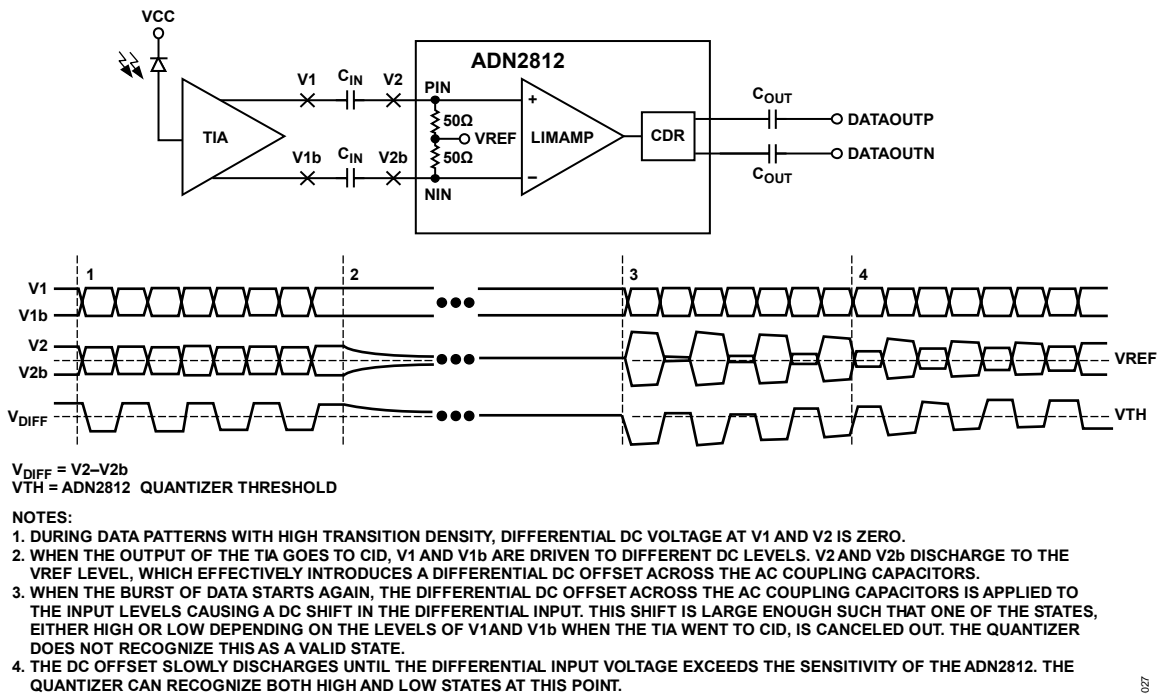 VCC
ADN2812
V1
CIN
V2
PIN
COUT
50Ω
+
DATAOUTP
TIA
VREF
LIMAMP
CDR
50Ω
V1b
CIN
V2b
–
DATAOUTN
COUT
NIN
1
2
3
4
V1
V1b
V2
VREF
V2b
VDIFF
VTH
VDIFF = V2–V2b
VTH = ADN2812 QUANTIZER THRESHOLD
NOTES:
1. DURING DATA PATTERNS WITH HIGH TRANSITION DENSITY, DIFFERENTIAL DC VOLTAGE AT V1 AND V2 IS ZERO.
2. WHEN THE OUTPUT OF THE TIA GOES TO CID, V1 AND V1b ARE DRIVEN TO DIFFERENT DC LEVELS. V2 AND V2b DISCHARGE TO THE
VREF LEVEL, WHICH EFFECTIVELY INTRODUCES A DIFFERENTIAL DC OFFSET ACROSS THE AC COUPLING CAPACITORS.
3. WHEN THE BURST OF DATA STARTS AGAIN, THE DIFFERENTIAL DC OFFSET ACROSS THE AC COUPLING CAPACITORS IS APPLIED TO
THE INPUT LEVELS CAUSING A DC SHIFT IN THE DIFFERENTIAL INPUT. THIS SHIFT IS LARGE ENOUGH SUCH THAT ONE OF THE STATES,
EITHER HIGH OR LOW DEPENDING ON THE LEVELS OF V1AND V1b WHEN THE TIA WENT TO CID, IS CANCELED OUT. THE QUANTIZER
DOES NOT RECOGNIZE THIS AS A VALID STATE.
4. THE DC OFFSET SLOWLY DISCHARGES UNTIL THE DIFFERENTIAL INPUT VOLTAGE EXCEEDS THE SENSITIVITY OF THE ADN2812. THE
QUANTIZER CAN RECOGNIZE BOTH HIGH AND LOW STATES AT THIS POINT.
027